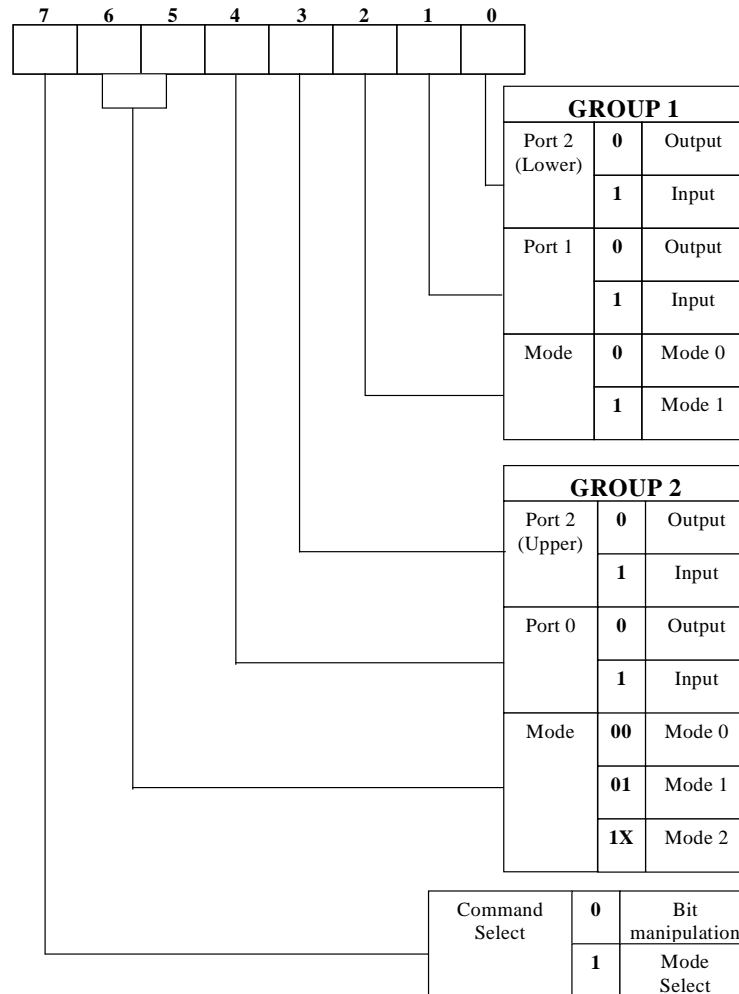 7 6 5 4 3 2 1 0
GROUP 1
Port 2 0 Output
(Lower)
1 Input
Port 1 0 Output
1 Input
Mode 0 Mode 0
1 Mode 1
GROUP 2
Port 2 0 Output
(Upper)
1 Input
Port 0 0 Output
1 Input
Mode 00 Mode 0
01 Mode 1
1X Mode 2
Command 0 Bit
Select manipulation
1 Mode
Select